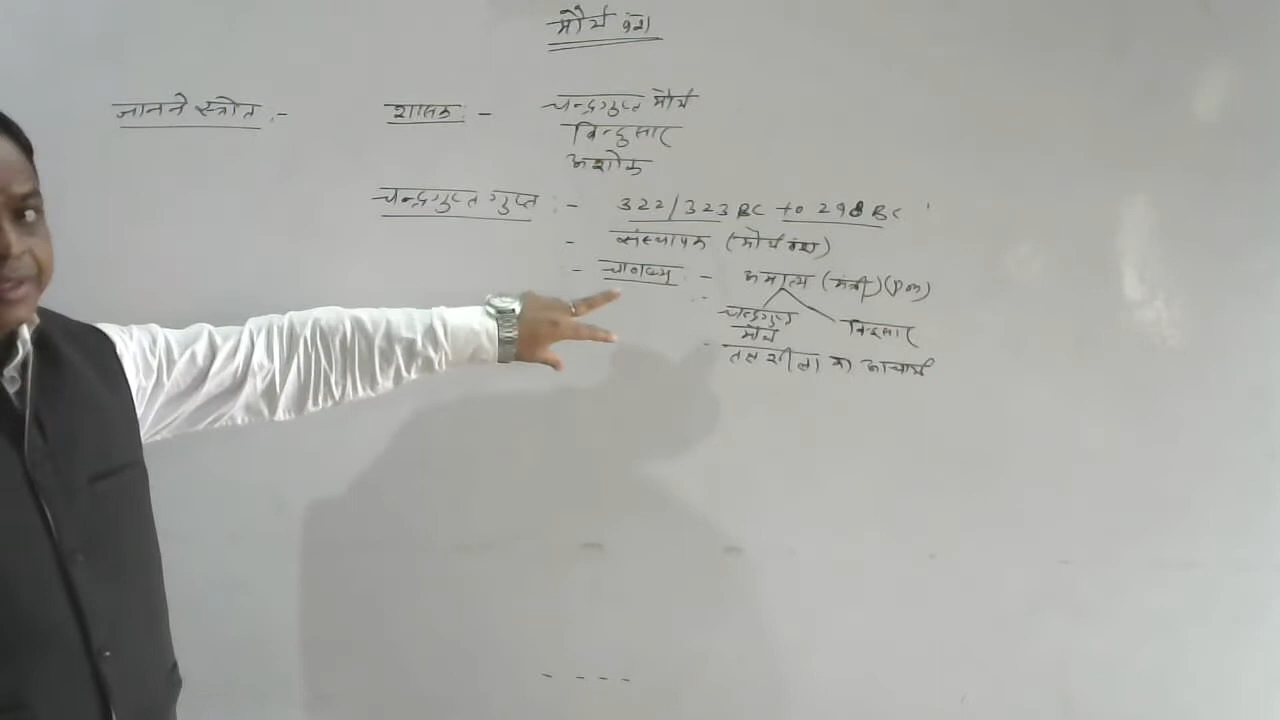 मौर्य वंश
जानने स्त्रोत :-
शासक :- चन्द्रगुप्त मौर्य
बिन्दुसार
अशोक
चन्द्रगुप्त गुप्त :- 322/323 BC to 298 BC
- संस्थापक (मौर्य वंश)
- चाणक्य :- अमात्य (मंत्री) (PM)
चन्द्रगुप्त मौर्य बिन्दुसार
तक्षशीला का आचार्य